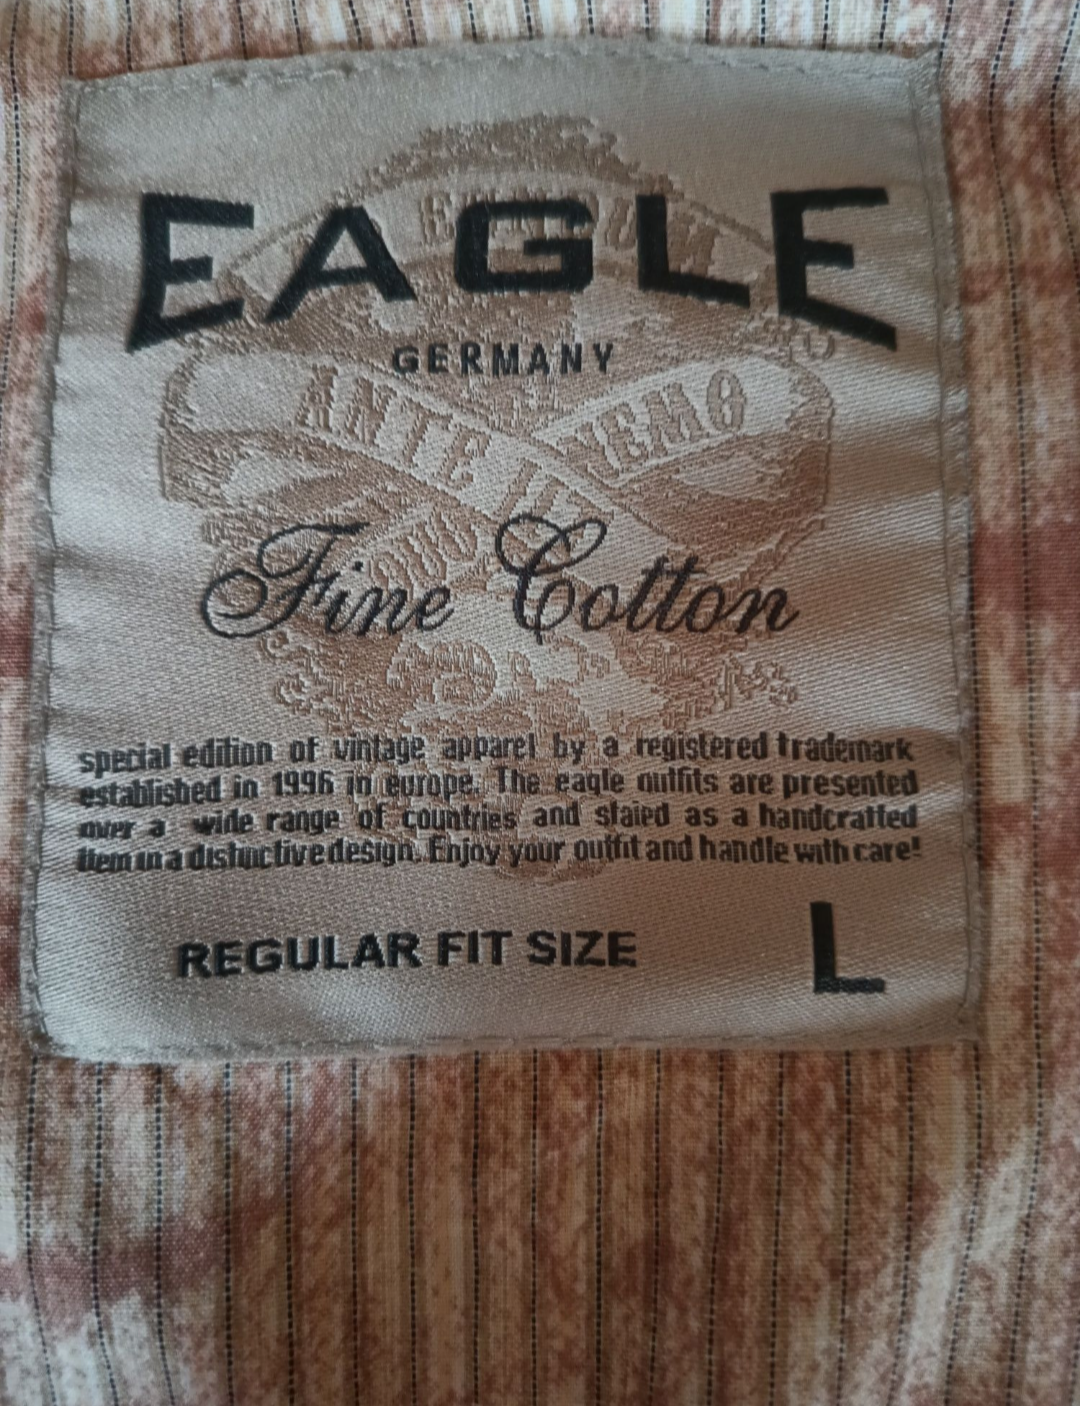 EAGLE
GERMANY
ANTE
NEMO
Fine Cotton
special edition of vintage apparel by a registered trademark
established in 1996 in europe. The eagle outfits are presented
over a wide range of countries and staied as a handcrafted
item in a distinctive design. Enjoy your outfit and handle with care!
REGULAR FIT SIZE L